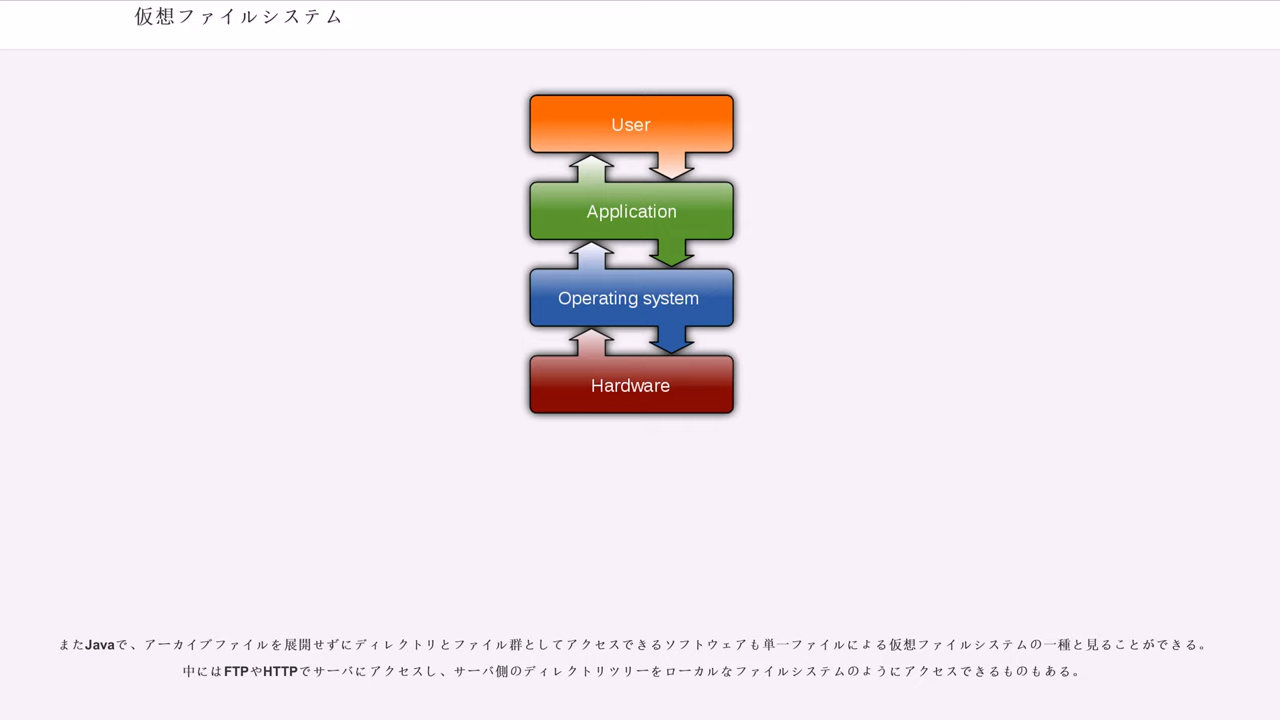 仮想ファイルシステム
User
Application
Operating system
Hardware
またJavaで、アーカイブファイルを展開せずにディレクトリとファイル群としてアクセスできるソフトウェアも単一ファイルによる仮想ファイルシステムの一種と見ることができる。
中にはFTPやHTTPでサーバにアクセスし、サーバ側のディレクトリツリーをローカルなファイルシステムのようにアクセスできるものもある。